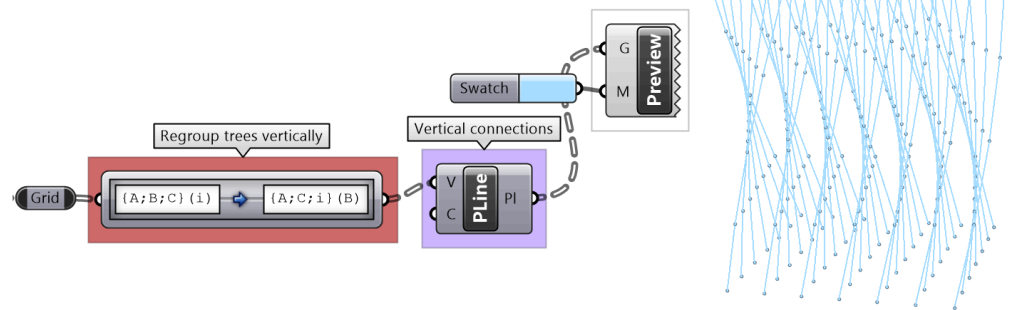 Preview
G
M
Swatch
Vertical connections
Regroup trees vertically
Grid
{A;B;C}(i)
{A;C;i}(B)
V
C
PLine
Pl